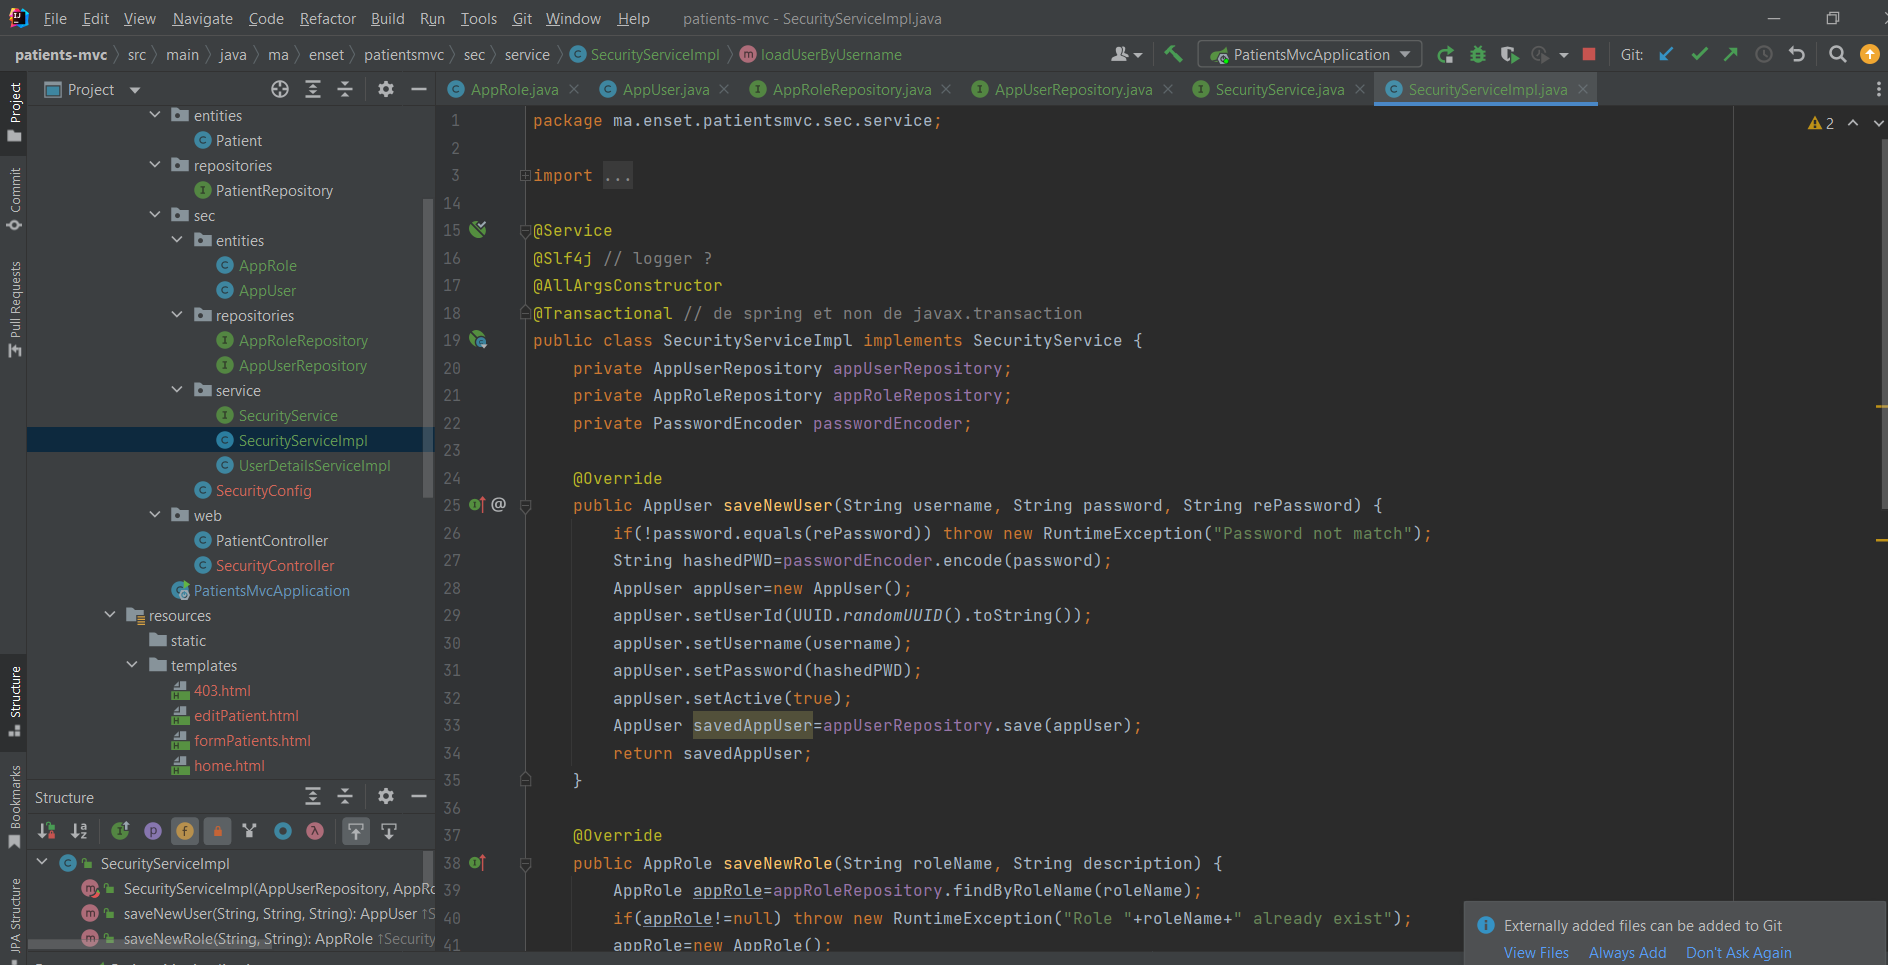 File Edit View Navigate Code Refactor Build Run Tools Git Window Help patients-mvc - SecurityServiceImpl.java
patients-mvc src main java ma enset patientsmvc sec service SecurityServiceImpl loadUserByUsername PatientsMvcApplication Git:
Project
AppRole.java AppUser.java AppRoleRepository.java AppUserRepository.java SecurityService.java SecurityServiceImpl.java
Project
Commit
Pull Requests
Structure
Bookmarks
JPA Structure
entities
Patient
repositories
PatientRepository
sec
entities
AppRole
AppUser
repositories
AppRoleRepository
AppUserRepository
service
SecurityService
SecurityServiceImpl
UserDetailsServiceImpl
SecurityConfig
web
PatientController
SecurityController
PatientsMvcApplication
resources
static
templates
403.html
editPatient.html
formPatients.html
home.html
Structure
SecurityServiceImpl
SecurityServiceImpl(AppUserRepository, AppRo
saveNewUser(String, String, String): AppUser ↑S
saveNewRole(String, String): AppRole ↑Security
2
1 package ma.enset.patientsmvc.sec.service;
2
3 import ...
14
15 @Service
16 @Slf4j // logger ?
17 @AllArgsConstructor
18 @Transactional // de spring et non de javax.transaction
19 public class SecurityServiceImpl implements SecurityService {
20 private AppUserRepository appUserRepository;
21 private AppRoleRepository appRoleRepository;
22 private PasswordEncoder passwordEncoder;
23
24 @Override
25 public AppUser saveNewUser(String username, String password, String rePassword) {
26 if(!password.equals(rePassword)) throw new RuntimeException("Password not match");
27 String hashedPWD=passwordEncoder.encode(password);
28 AppUser appUser=new AppUser();
29 appUser.setUserId(UUID.randomUUID().toString());
30 appUser.setUsername(username);
31 appUser.setPassword(hashedPWD);
32 appUser.setActive(true);
33 AppUser savedAppUser=appUserRepository.save(appUser);
34 return savedAppUser;
35 }
36
37 @Override
38 public AppRole saveNewRole(String roleName, String description) {
39 AppRole appRole=appRoleRepository.findByRoleName(roleName);
40 if(appRole!=null) throw new RuntimeException("Role "+roleName+" already exist");
41 appRole=new AppRole();
Externally added files can be added to Git
View Files Always Add Don't Ask Again